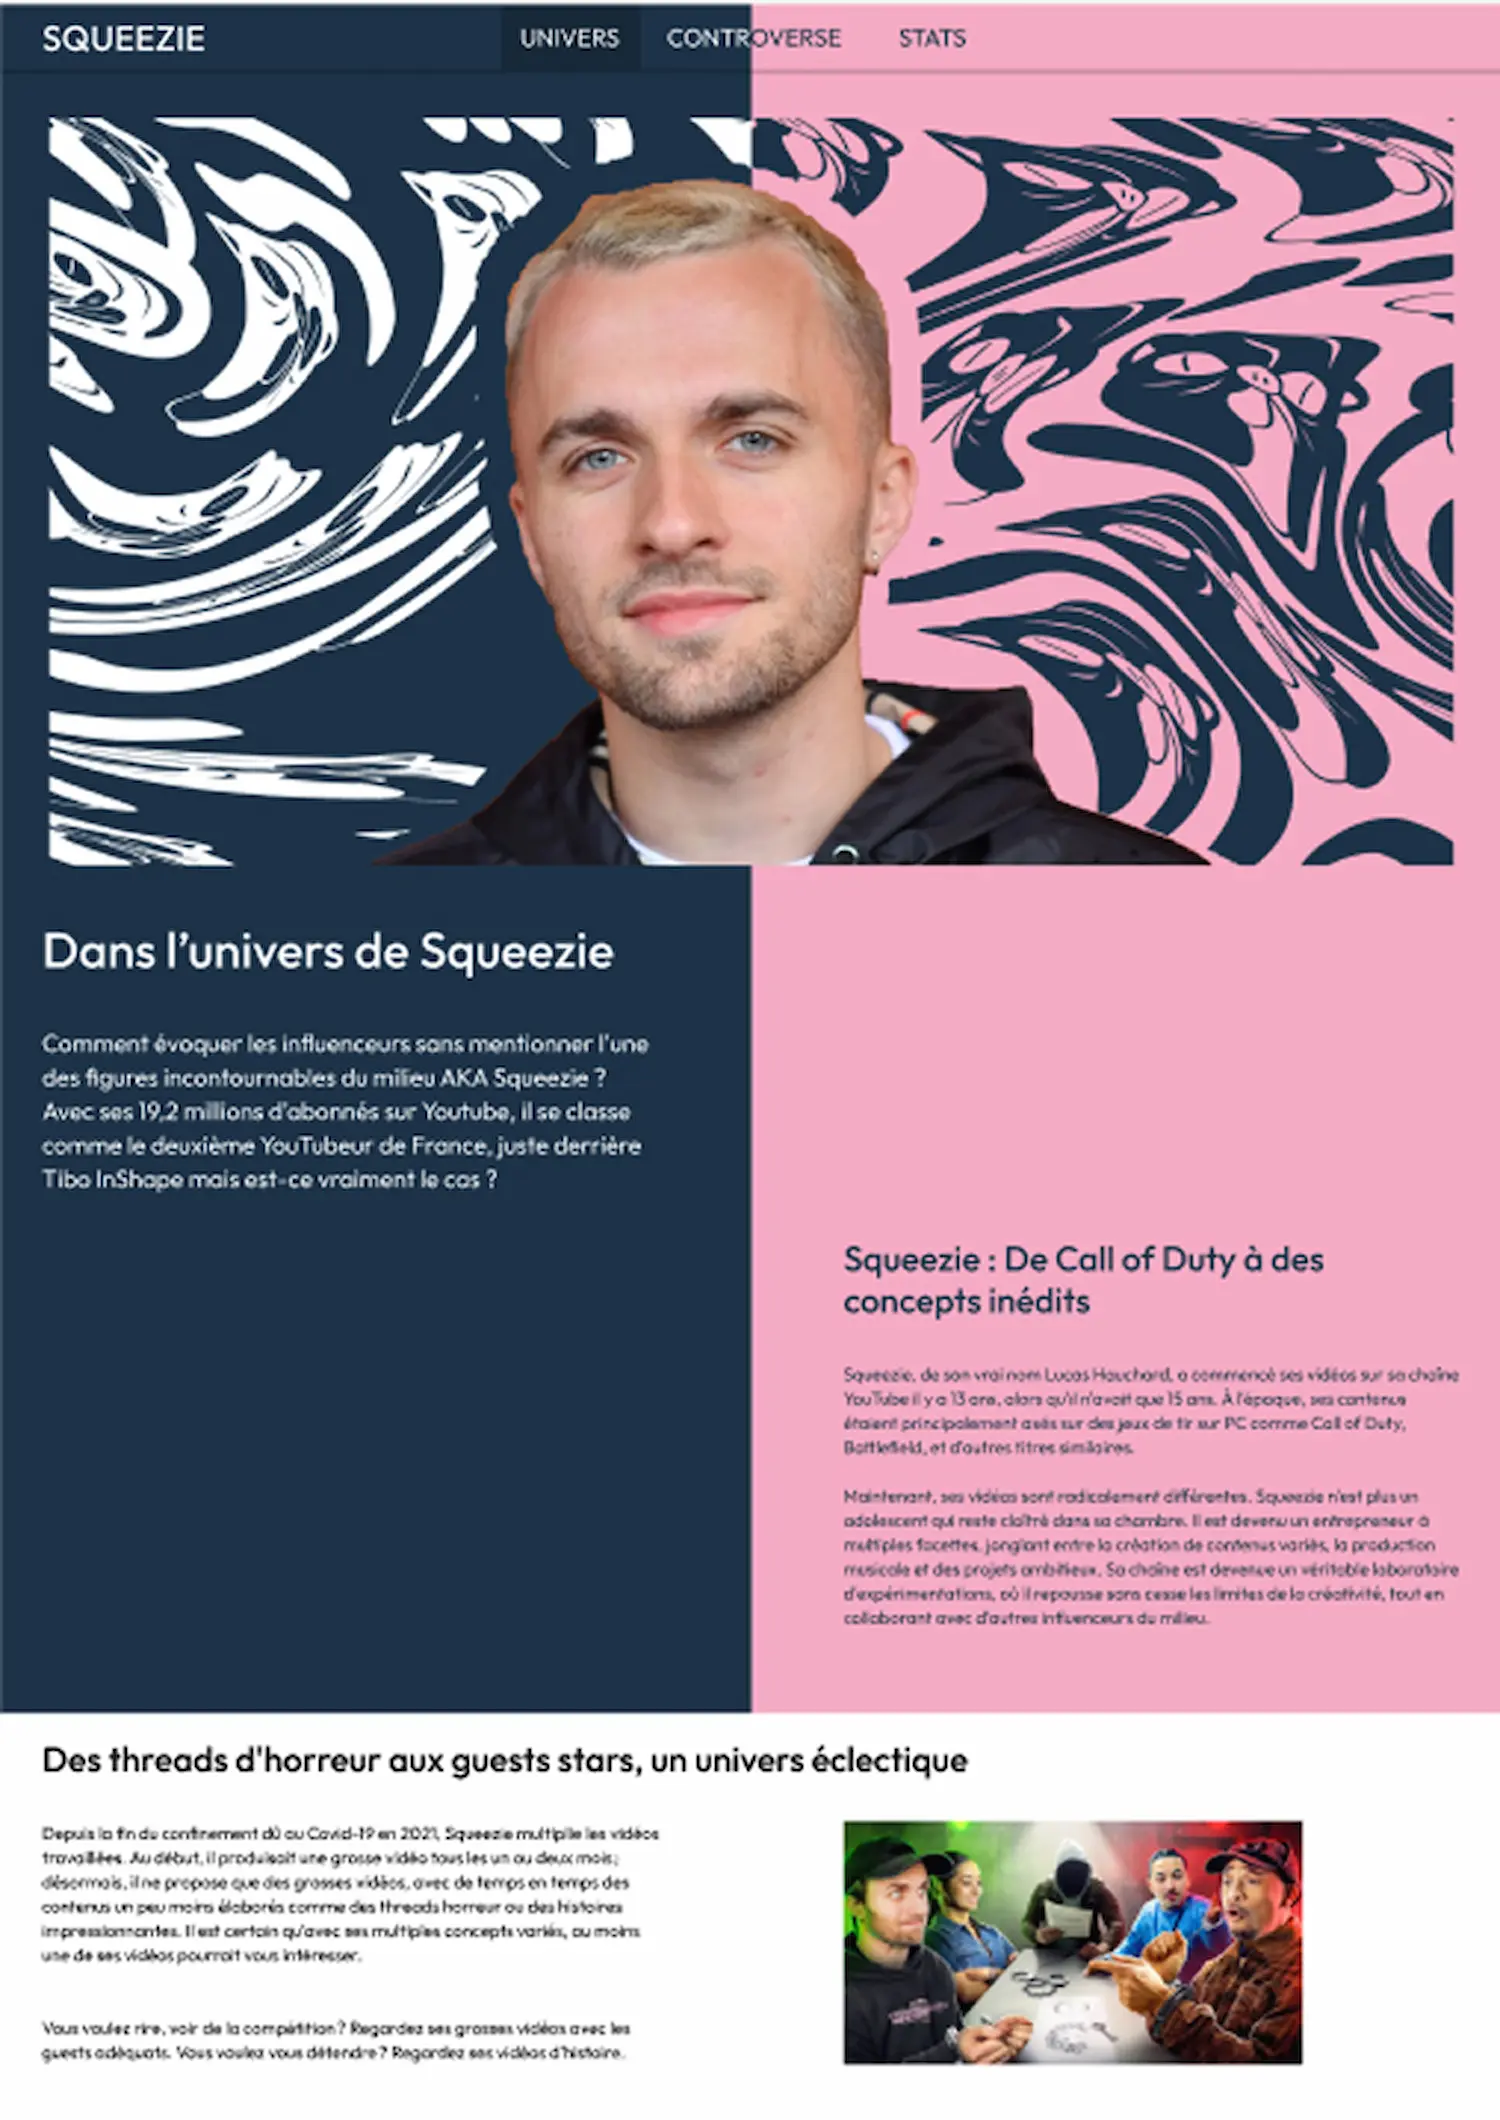 SQUEEZIE
UNIVERS
CONTROVERSE
STATS
Dans l’univers de Squeezie
Comment évoquer les influenceurs sans mentionner l'une
des figures incontournables du milieu AKA Squeezie ?
Avec ses 19,2 millions d'abonnés sur Youtube, il se classe
comme le deuxième YouTubeur de France, juste derrière
Tibo InShape mais est-ce vraiment le cas ?
Squeezie : De Call of Duty à des
concepts inédits
Squeezie, de son vrai nom Lucas Hauchard, a commencé ses vidéos sur sa chaîne
YouTube il y a 13 ans, alors qu'il n'avait que 15 ans. À l'époque, ses contenus
étaient principalement axés sur des jeux de tir sur PC comme Call of Duty,
Battlefield, et d'autres titres similaires.
Maintenant, ses vidéos sont radicalement différentes. Squeezie n'est plus un
adolescent qui reste cloîtré dans sa chambre. Il est devenu un entrepreneur à
multiples facettes, jonglant entre la création de contenus variés, la production
musicale et des projets ambitieux. Sa chaîne est devenue un véritable laboratoire
d'expérimentations, où il repousse sans cesse les limites de la créativité, tout en
collaborant avec d'autres influenceurs du milieu.
Des threads d'horreur aux guests stars, un univers éclectique
Depuis la fin du confinement dû au Covid-19 en 2021, Squeezie multiplie les vidéos
travaillées. Au début, il produisait une grosse vidéo tous les un ou deux mois ;
désormais, il ne propose que des grosses vidéos, avec de temps en temps des
contenus un peu moins élaborés comme des threads horreur ou des histoires
impressionnantes. Il est certain qu'avec ses multiples concepts variés, au moins
une de ses vidéos pourrait vous intéresser.
Vous voulez rire, voir de la compétition ? Regardez ses grosses vidéos avec les
guests adéquats. Vous voulez vous détendre ? Regardez ses vidéos d'histoire.